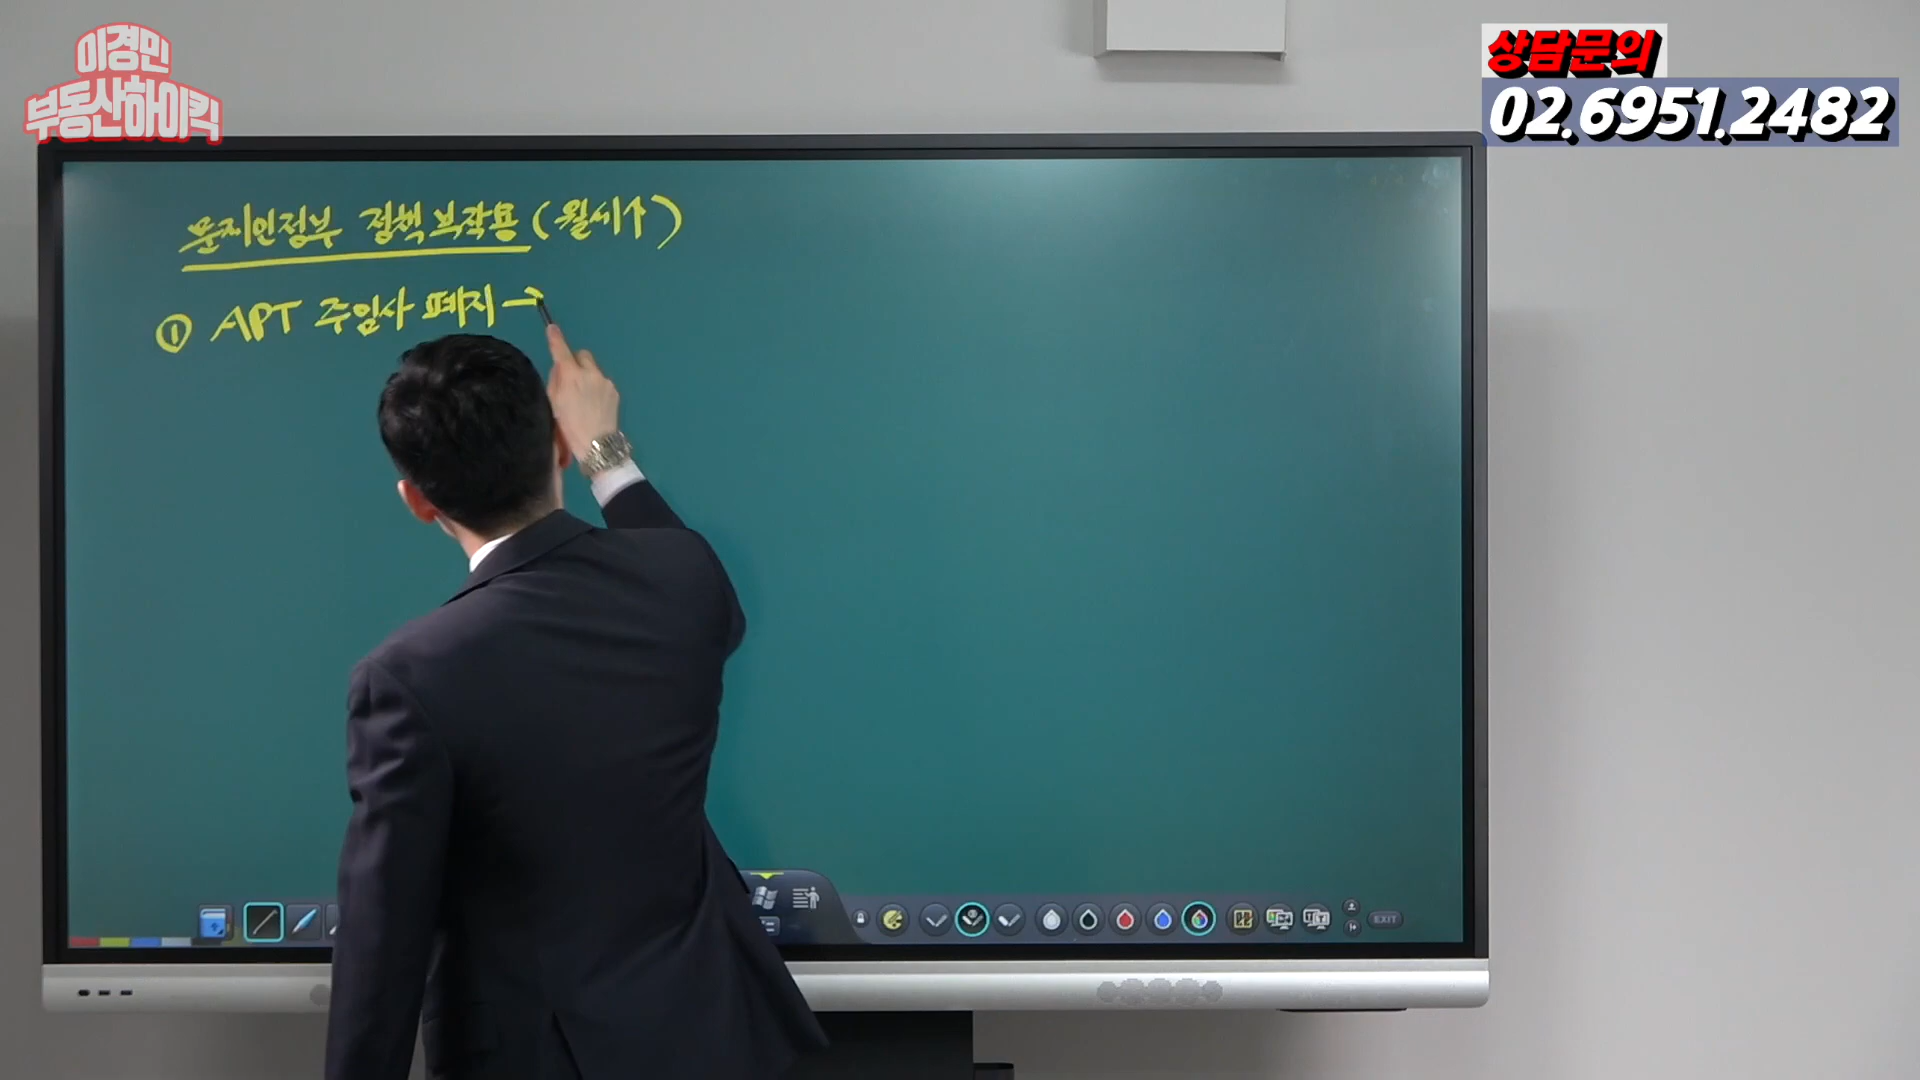 이경민
부동산하이킥
상담문의
02.6951.2482
문재인정부 정책 부작용 (월세↑)
① APT 주임사 폐지 →
EXIT